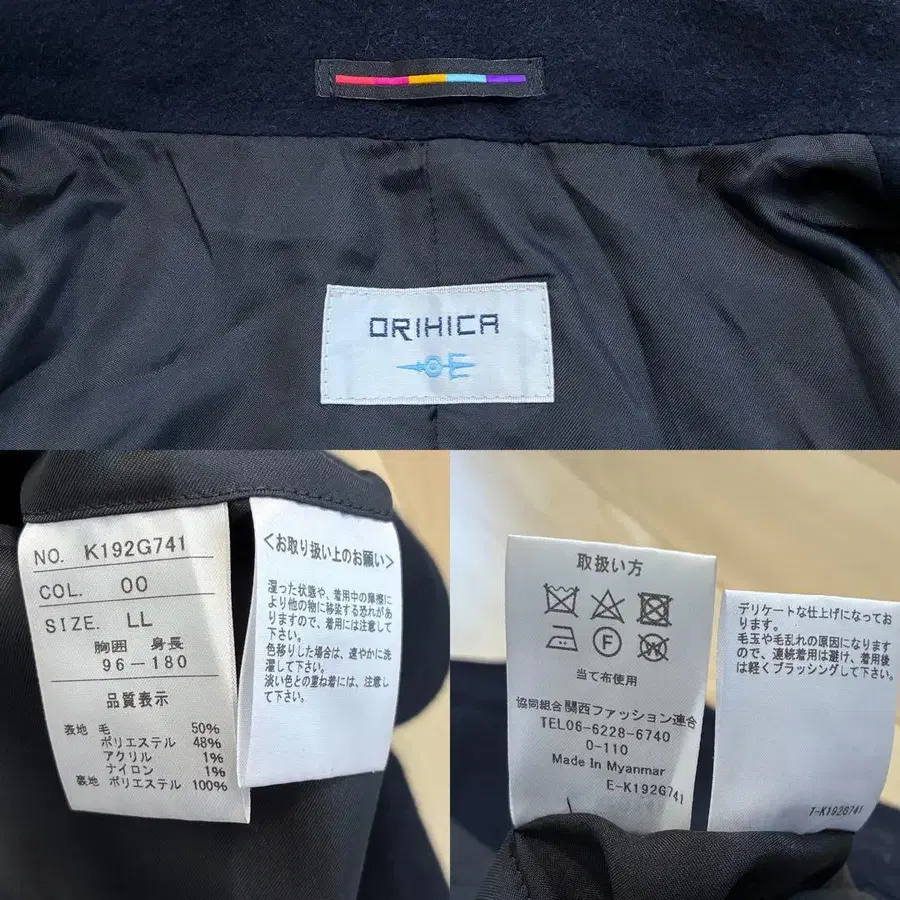 ORIHICA
NO. K192G741
COL. 00
SIZE. LL
胸囲 身長
96-180
品質表示
表地 毛 50%
ポリエステル 48%
アクリル 1%
ナイロン 1%
裏地 ポリエステル 100%
<お取り扱い上のお願い>
湿った状態や、着用中の摩擦に
より他の物に移染する恐れがあ
りますので、着用には注意して
下さい。
色移りした場合は、速やかに洗
濯して下さい。
淡い色との重ね着には、注意し
て下さい。
取扱い方
当て布使用
協同組合関西ファッション連合
TEL06-6228-6740
0-110
Made In Myanmar
E-K192G741
デリケートな仕上げになってお
ります。
毛玉や毛乱れの原因になります
ので、連続着用は避け、着用後
は軽くブラッシングして下さい。
T-K192G741